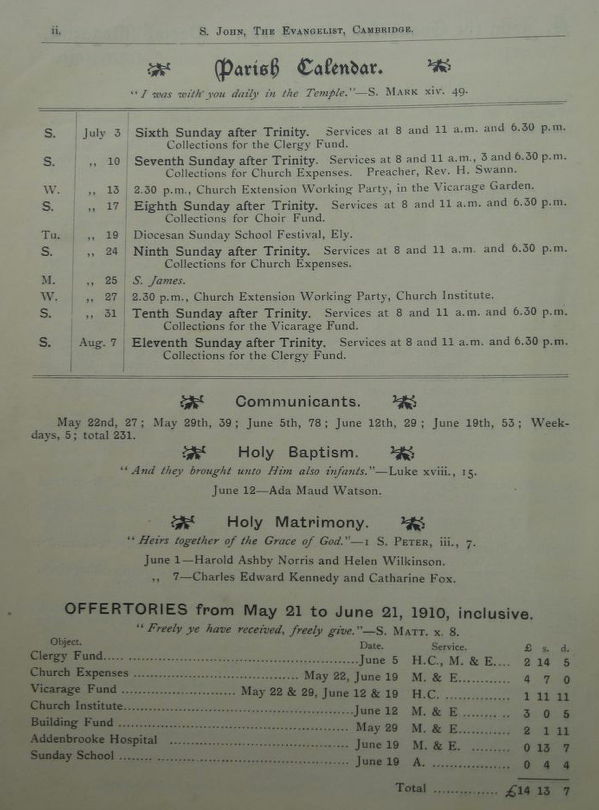 ii. S. John, The Evangelist, Cambridge.
Parish Calendar.
"I was with you daily in the Temple."—S. Mark xiv. 49.
S. July 3 Sixth Sunday after Trinity. Services at 8 and 11 a.m. and 6.30 p.m.
Collections for the Clergy Fund.
S. ,, 10 Seventh Sunday after Trinity. Services at 8 and 11 a.m., 3 and 6.30 p.m.
Collections for Church Expenses. Preacher, Rev. H. Swann.
W. ,, 13 2.30 p.m., Church Extension Working Party, in the Vicarage Garden.
S. ,, 17 Eighth Sunday after Trinity. Services at 8 and 11 a.m. and 6.30 p.m.
Collections for Choir Fund.
Tu. ,, 19 Diocesan Sunday School Festival, Ely.
S. ,, 24 Ninth Sunday after Trinity. Services at 8 and 11 a.m. and 6.30 p.m.
Collections for Church Expenses.
M. ,, 25 S. James.
W. ,, 27 2.30 p.m., Church Extension Working Party, Church Institute.
S. ,, 31 Tenth Sunday after Trinity. Services at 8 and 11 a.m. and 6.30 p.m.
Collections for the Vicarage Fund.
S. Aug. 7 Eleventh Sunday after Trinity. Services at 8 and 11 a.m. and 6.30 p.m.
Collections for the Clergy Fund.
Communicants.
May 22nd, 27; May 29th, 39; June 5th, 78; June 12th, 29; June 19th, 53; Week-
days, 5; total 231.
Holy Baptism.
"And they brought unto Him also infants."—Luke xviii., 15.
June 12—Ada Maud Watson.
Holy Matrimony.
"Heirs together of the Grace of God."—1 S. Peter, iii., 7.
June 1—Harold Ashby Norris and Helen Wilkinson.
,, 7—Charles Edward Kennedy and Catharine Fox.
OFFERTORIES from May 21 to June 21, 1910, inclusive.
"Freely ye have received, freely give."—S. Matt. x. 8.
Object. Date. Service. £ s. d.
Clergy Fund..... June 5 H.C., M. & E.... 2 14 5
Church Expenses ..... May 22, June 19 M. & E.......... 4 7 0
Vicarage Fund ..... May 22 & 29, June 12 & 19 H.C. .......... 1 11 11
Church Institute..... June 12 M. & E .......... 3 0 5
Building Fund ..... May 29 M. & E.......... 2 1 11
Addenbrooke Hospital ..... June 19 M. & E. ........ 0 13 7
Sunday School ..... June 19 A. .......... 0 4 4
Total .......... £14 13 7